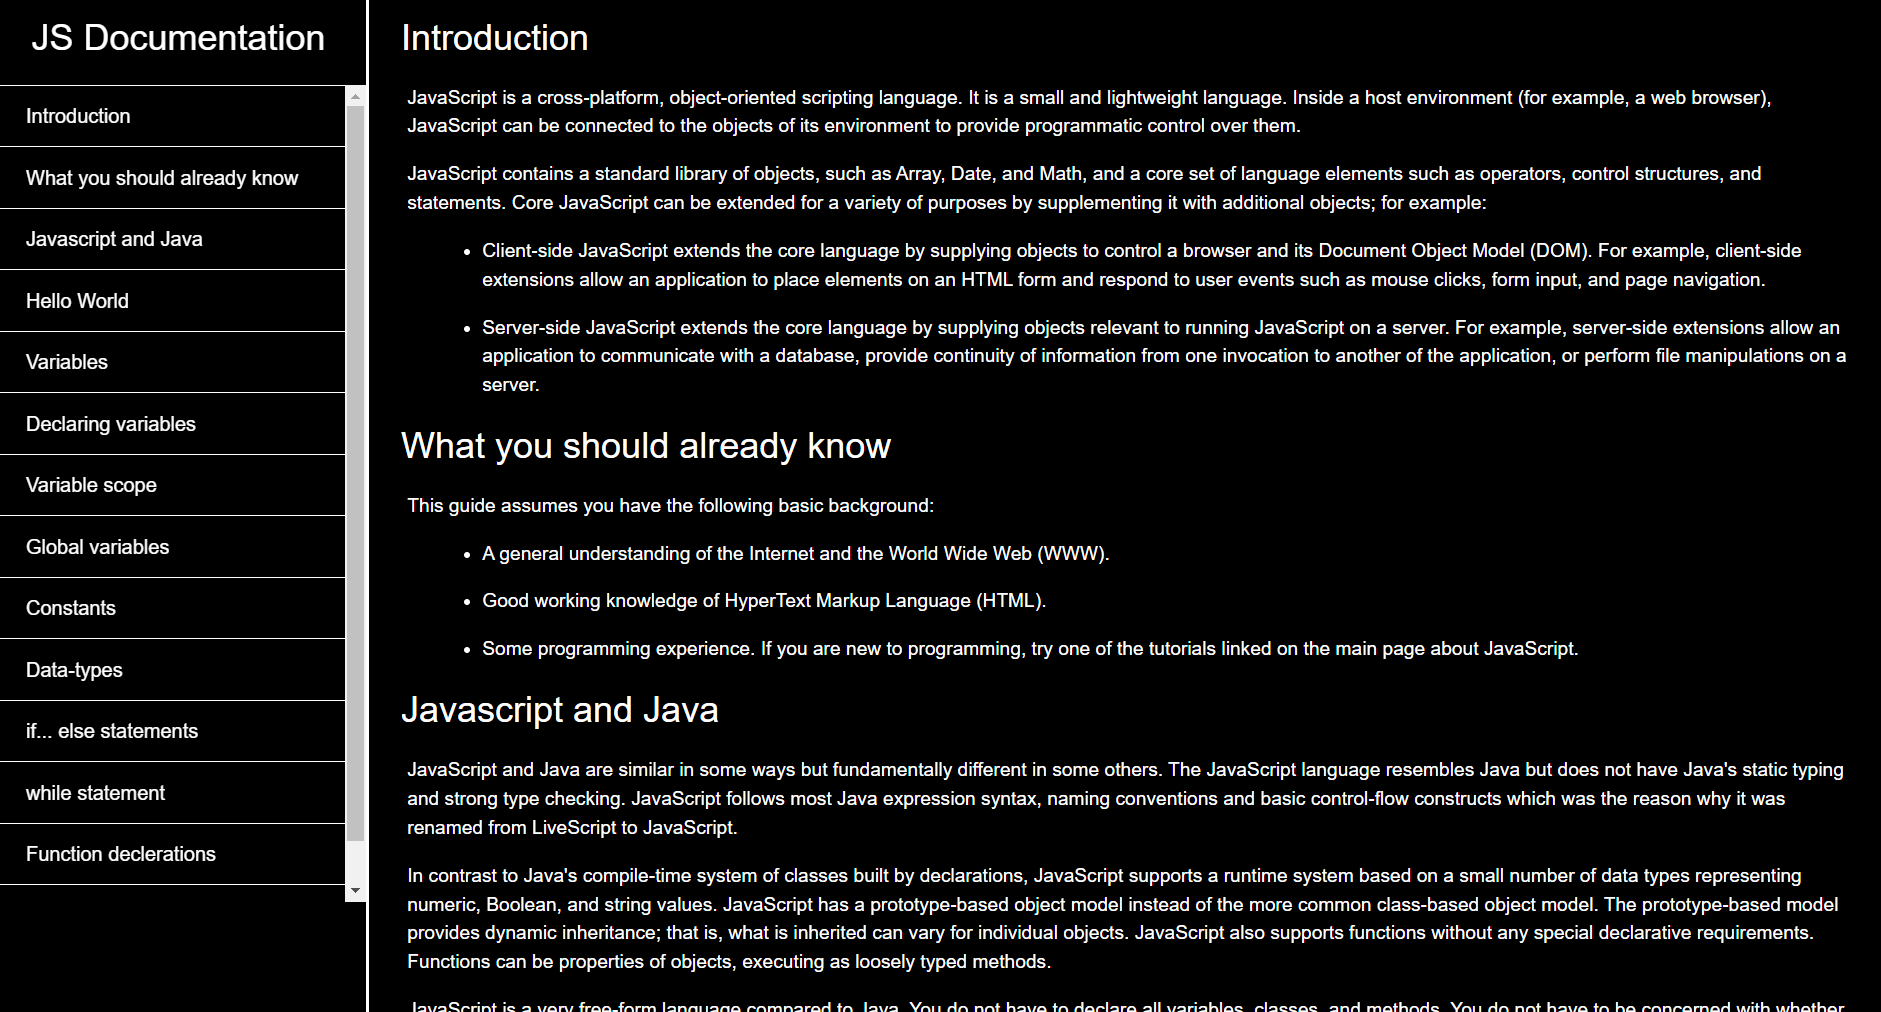 JS Documentation
Introduction
What you should already know
Javascript and Java
Hello World
Variables
Declaring variables
Variable scope
Global variables
Constants
Data-types
if... else statements
while statement
Function declerations
Introduction
JavaScript is a cross-platform, object-oriented scripting language. It is a small and lightweight language. Inside a host environment (for example, a web browser),
JavaScript can be connected to the objects of its environment to provide programmatic control over them.
JavaScript contains a standard library of objects, such as Array, Date, and Math, and a core set of language elements such as operators, control structures, and
statements. Core JavaScript can be extended for a variety of purposes by supplementing it with additional objects; for example:
• Client-side JavaScript extends the core language by supplying objects to control a browser and its Document Object Model (DOM). For example, client-side
extensions allow an application to place elements on an HTML form and respond to user events such as mouse clicks, form input, and page navigation.
• Server-side JavaScript extends the core language by supplying objects relevant to running JavaScript on a server. For example, server-side extensions allow an
application to communicate with a database, provide continuity of information from one invocation to another of the application, or perform file manipulations on a
server.
What you should already know
This guide assumes you have the following basic background:
• A general understanding of the Internet and the World Wide Web (WWW).
• Good working knowledge of HyperText Markup Language (HTML).
• Some programming experience. If you are new to programming, try one of the tutorials linked on the main page about JavaScript.
Javascript and Java
JavaScript and Java are similar in some ways but fundamentally different in some others. The JavaScript language resembles Java but does not have Java's static typing
and strong type checking. JavaScript follows most Java expression syntax, naming conventions and basic control-flow constructs which was the reason why it was
renamed from LiveScript to JavaScript.
In contrast to Java's compile-time system of classes built by declarations, JavaScript supports a runtime system based on a small number of data types representing
numeric, Boolean, and string values. JavaScript has a prototype-based object model instead of the more common class-based object model. The prototype-based model
provides dynamic inheritance; that is, what is inherited can vary for individual objects. JavaScript also supports functions without any special declarative requirements.
Functions can be properties of objects, executing as loosely typed methods.
JavaScript is a very free-form language compared to Java. You do not have to declare all variables, classes, and methods. You do not have to be concerned with whether